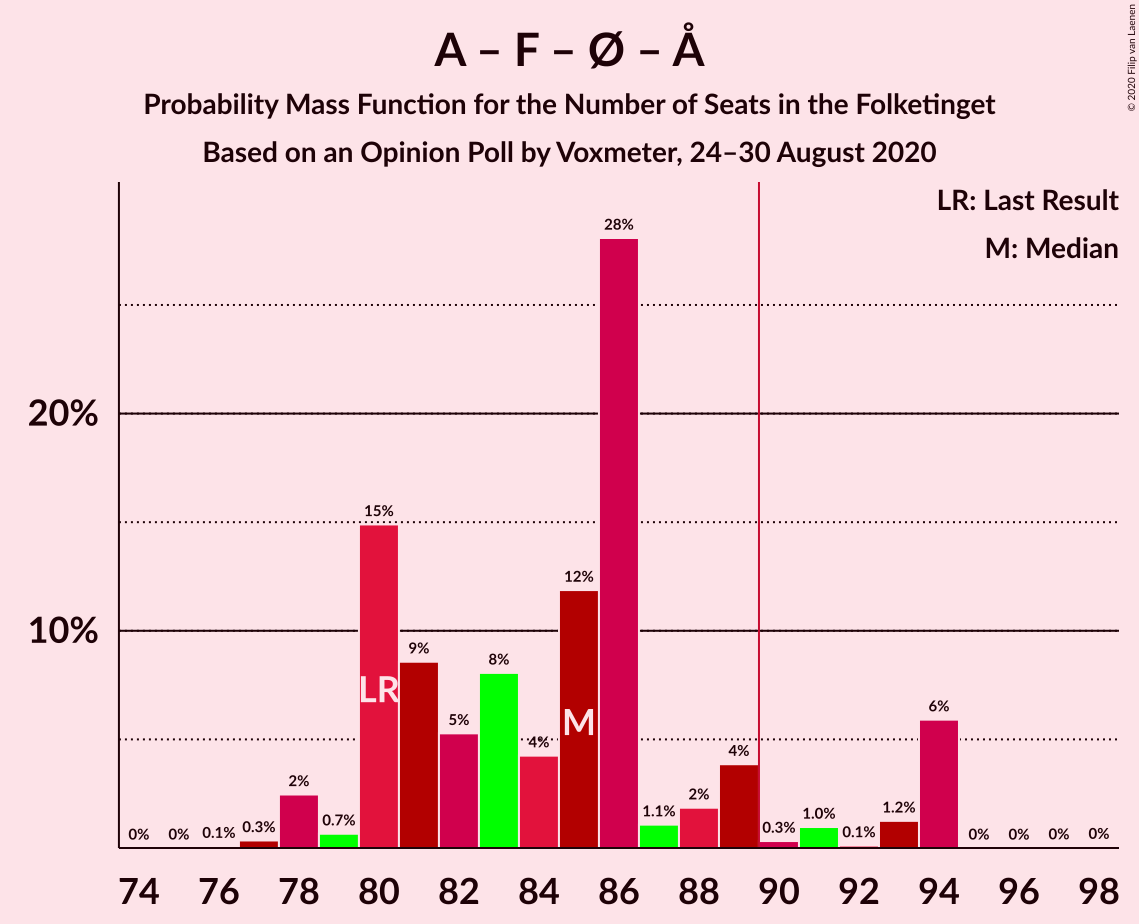 A – F – Ø – Å
Probability Mass Function for the Number of Seats in the Folketinget
Based on an Opinion Poll by Voxmeter, 24–30 August 2020
© 2020 Filip van Laenen
LR: Last Result
M: Median
20%
10%
0% 0% 0.1% 0.3% 2% 0.7% 15% 9% 5% 8% 4% 12% 28% 1.1% 2% 4% 0.3% 1.0% 0.1% 1.2% 6% 0% 0% 0% 0%
LR M
74 76 78 80 82 84 86 88 90 92 94 96 98